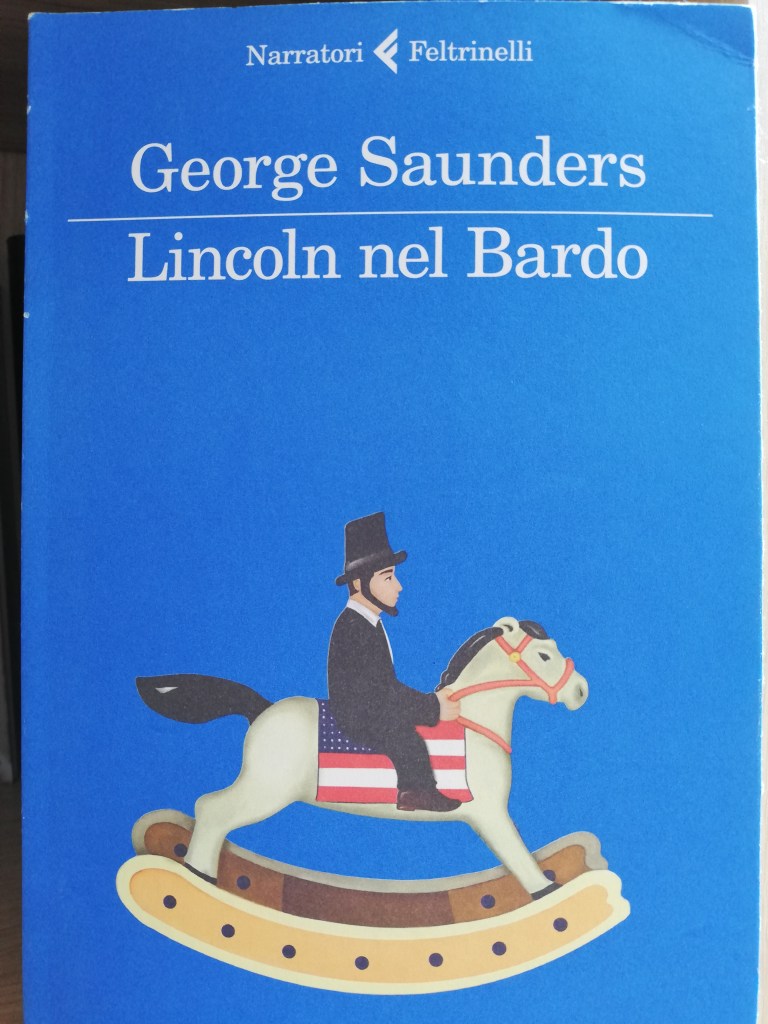 Narratori Feltrinelli
George Saunders
Lincoln nel Bardo